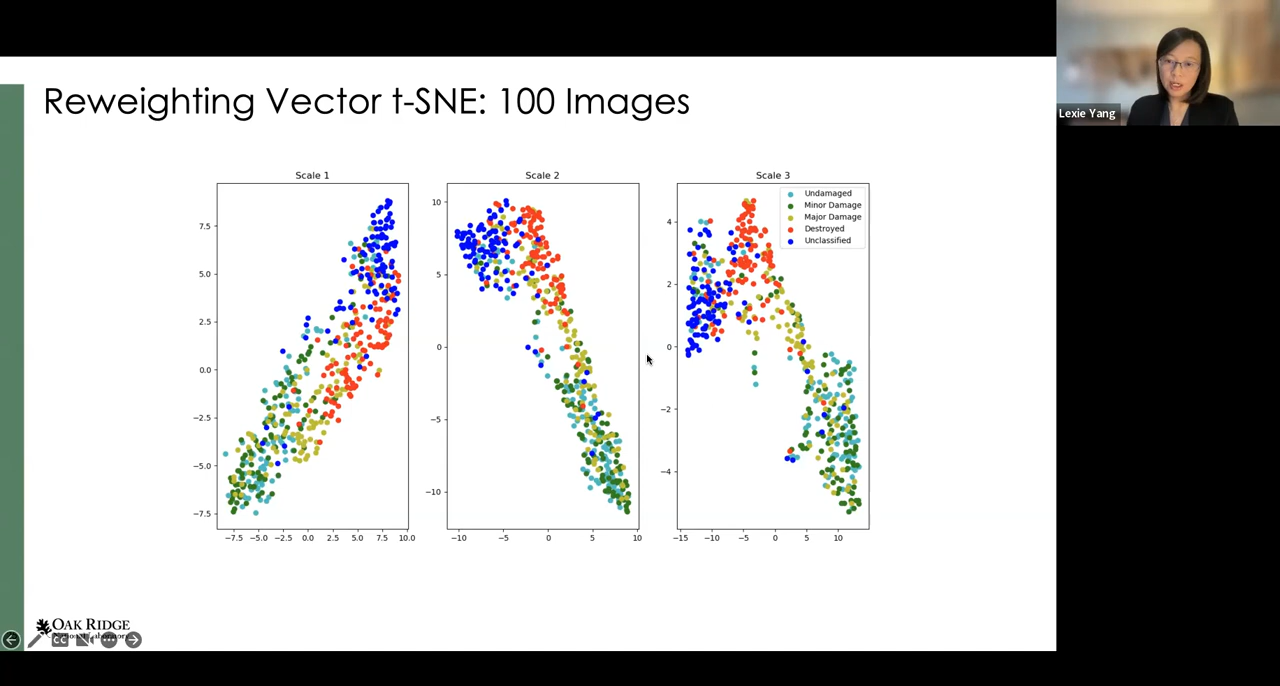 Reweighting Vector t-SNE: 100 Images
Lexie Yang
Scale 1
Scale 2
Scale 3
Undamaged
Minor Damage
Major Damage
Destroyed
Unclassified
7.5
5.0
2.5
0.0
−2.5
−5.0
−7.5
−7.5 −5.0 −2.5 0.0 2.5 5.0 7.5 10.0
10
5
0
−5
−10
−10 −5 0 5 10
4
2
0
−2
−4
−15 −10 −5 0 5 10
OAK RIDGE
National Laboratory
CC